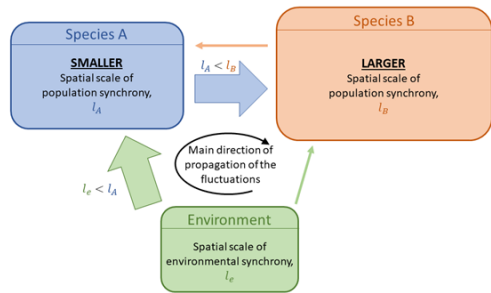 Species A
SMALLER
Spatial scale of
population synchrony,
l_A
l_A < l_B
Species B
LARGER
Spatial scale of
population synchrony,
l_B
Main direction of
propagation of the
fluctuations
l_e < l_A
Environment
Spatial scale of
environmental synchrony,
l_e